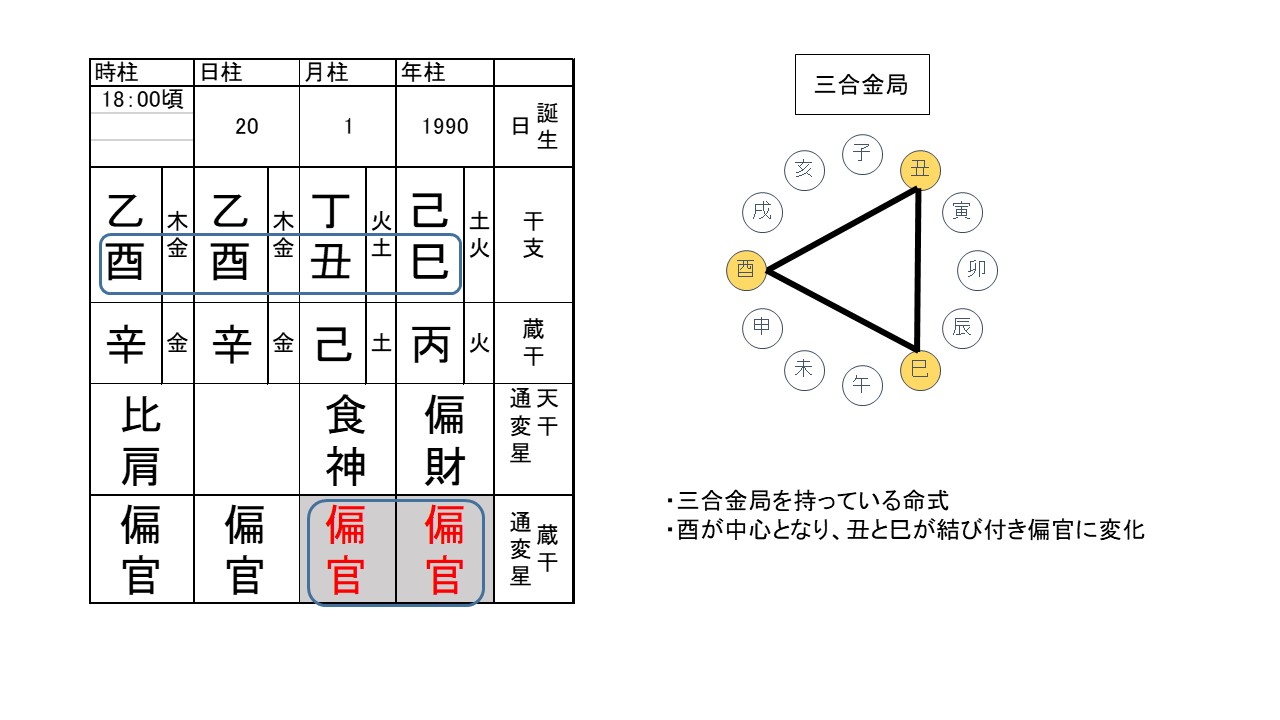 時柱 日柱 月柱 年柱
18:00頃 20 1 1990 誕生日
乙 木 乙 木 丁 火 己 土 干支
酉 金 酉 金 丑 土 巳 火
辛 金 辛 金 己 土 丙 火 蔵干
比肩 食神 偏財 天干通変星
偏官 偏官 偏官 偏官 蔵干通変星
三合金局
子
丑
寅
卯
辰
巳
午
未
申
酉
戌
亥
・三合金局を持っている命式
・酉が中心となり、丑と巳が結び付き偏官に変化